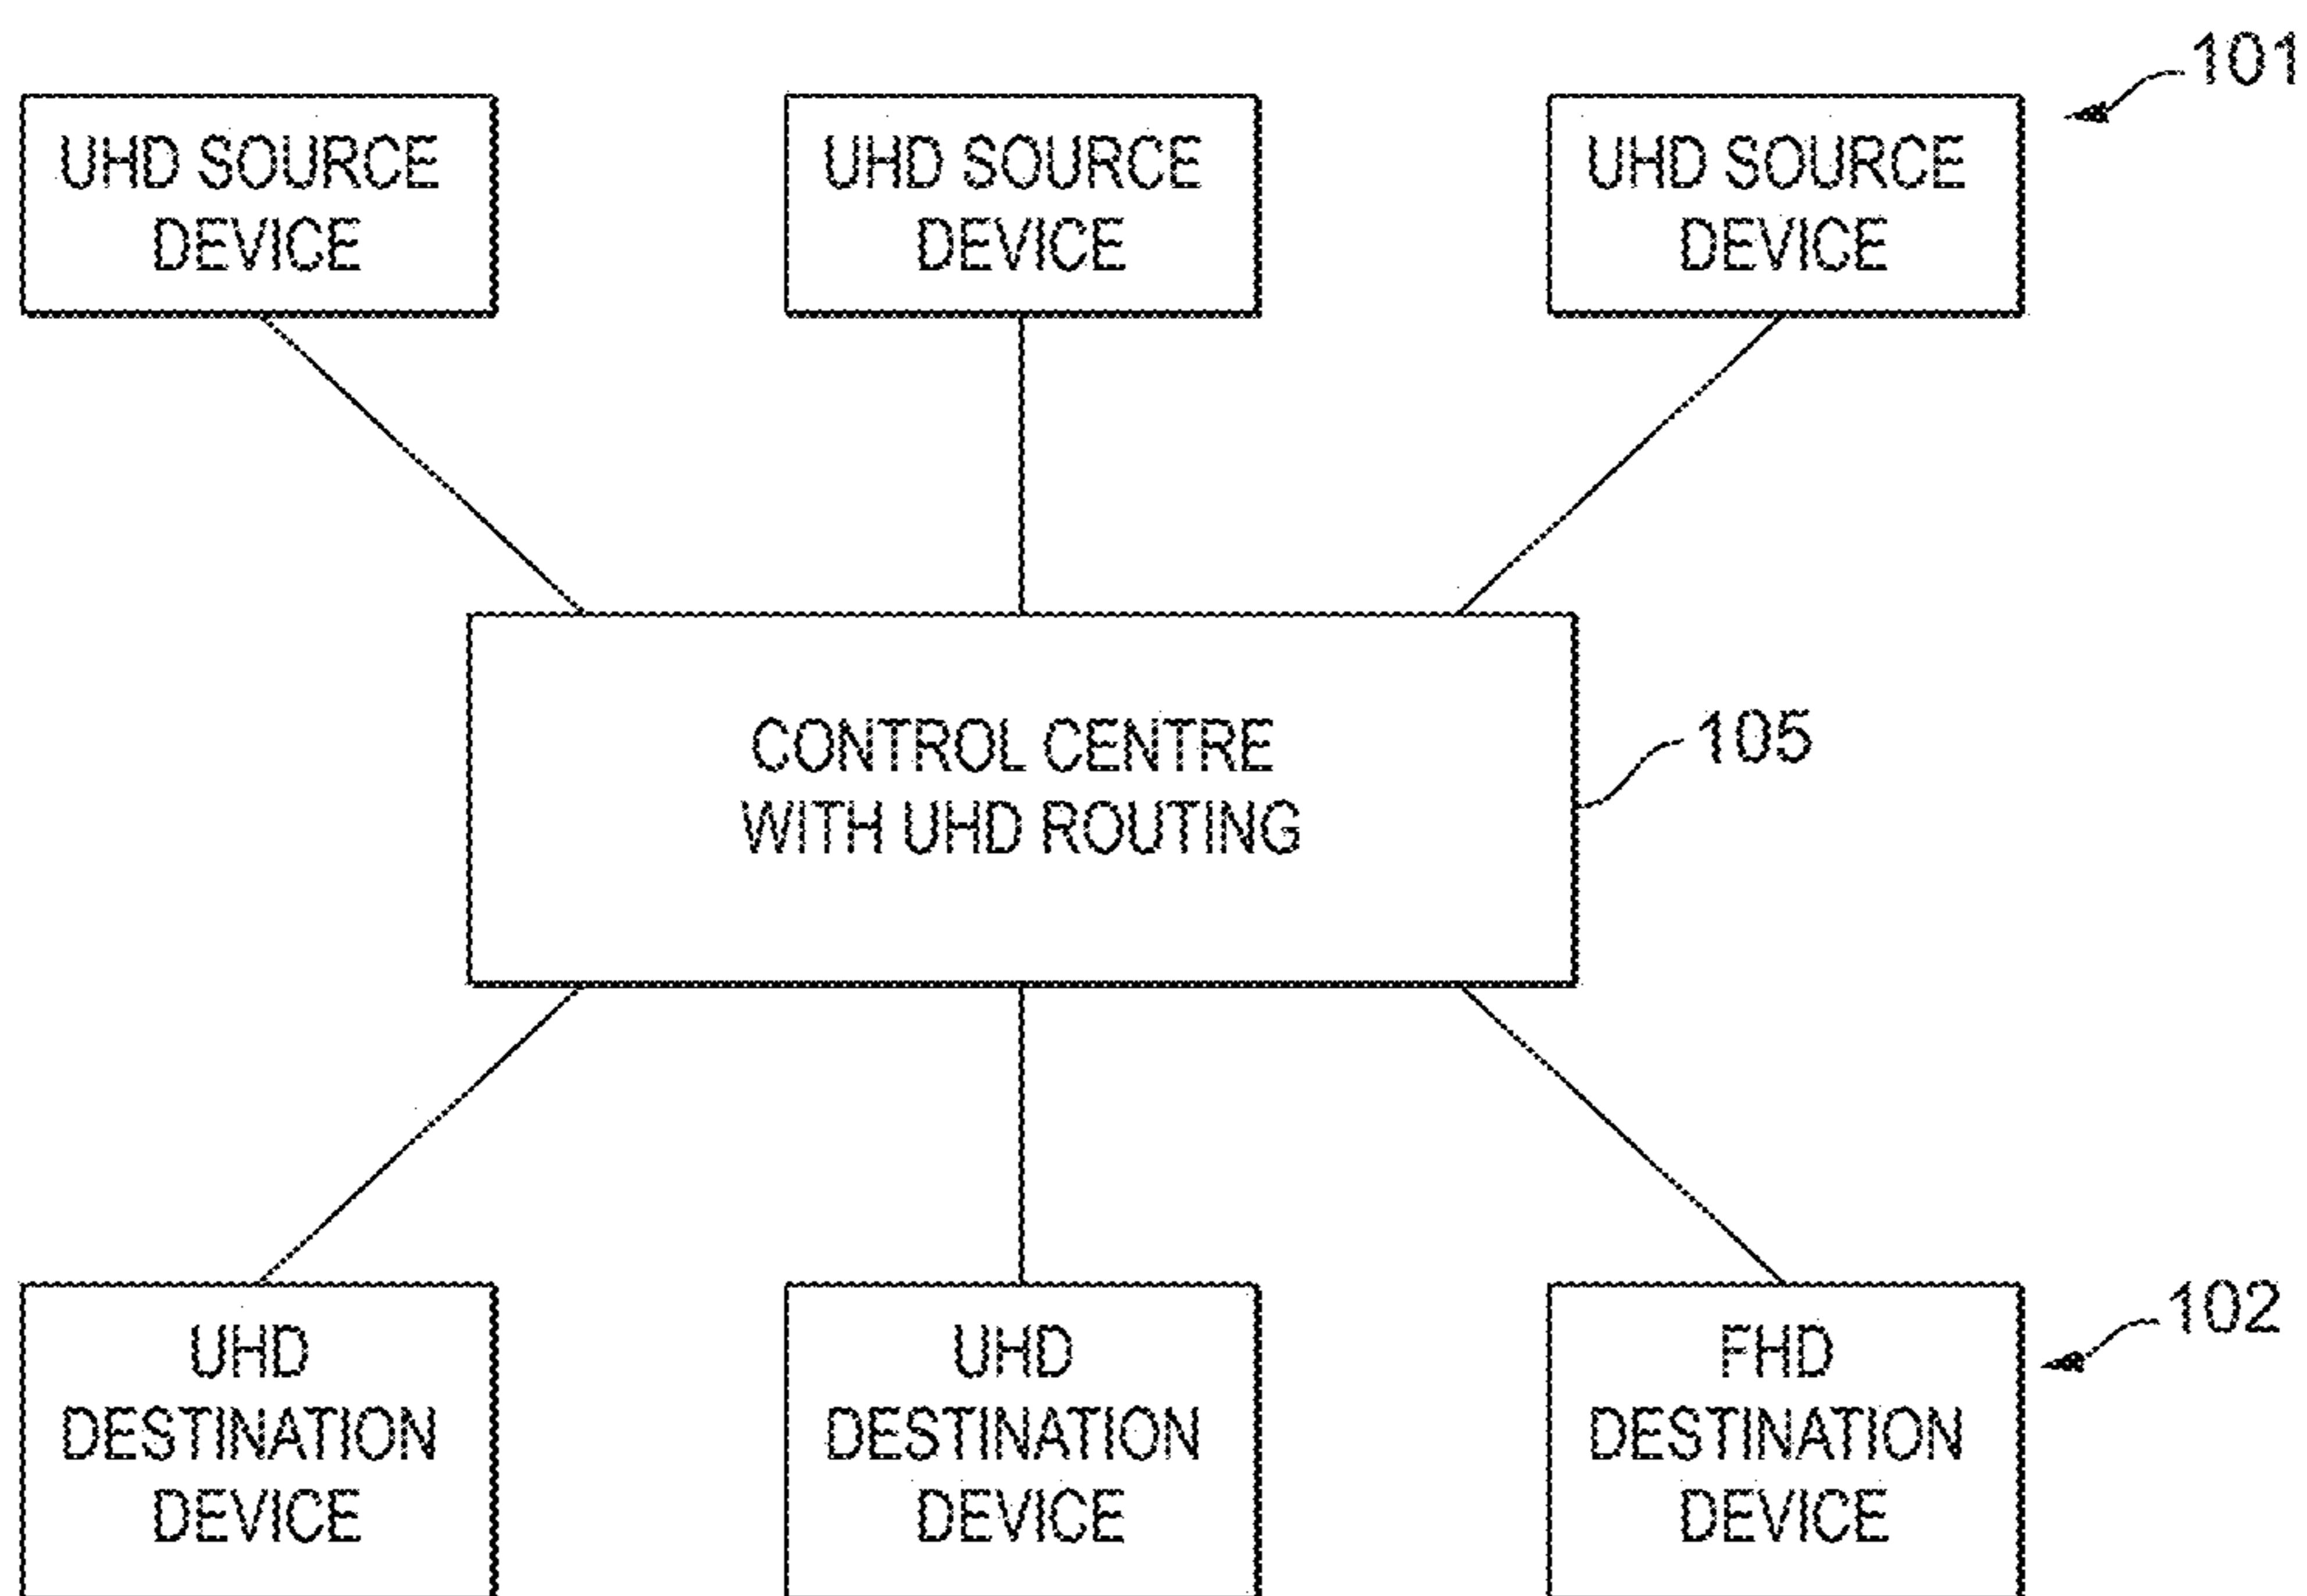 101
UHD SOURCE
DEVICE
UHD SOURCE
DEVICE
UHD SOURCE
DEVICE
CONTROL CENTRE
WITH UHD ROUTING
105
UHD
DESTINATION
DEVICE
UHD
DESTINATION
DEVICE
FHD
DESTINATION
DEVICE
102